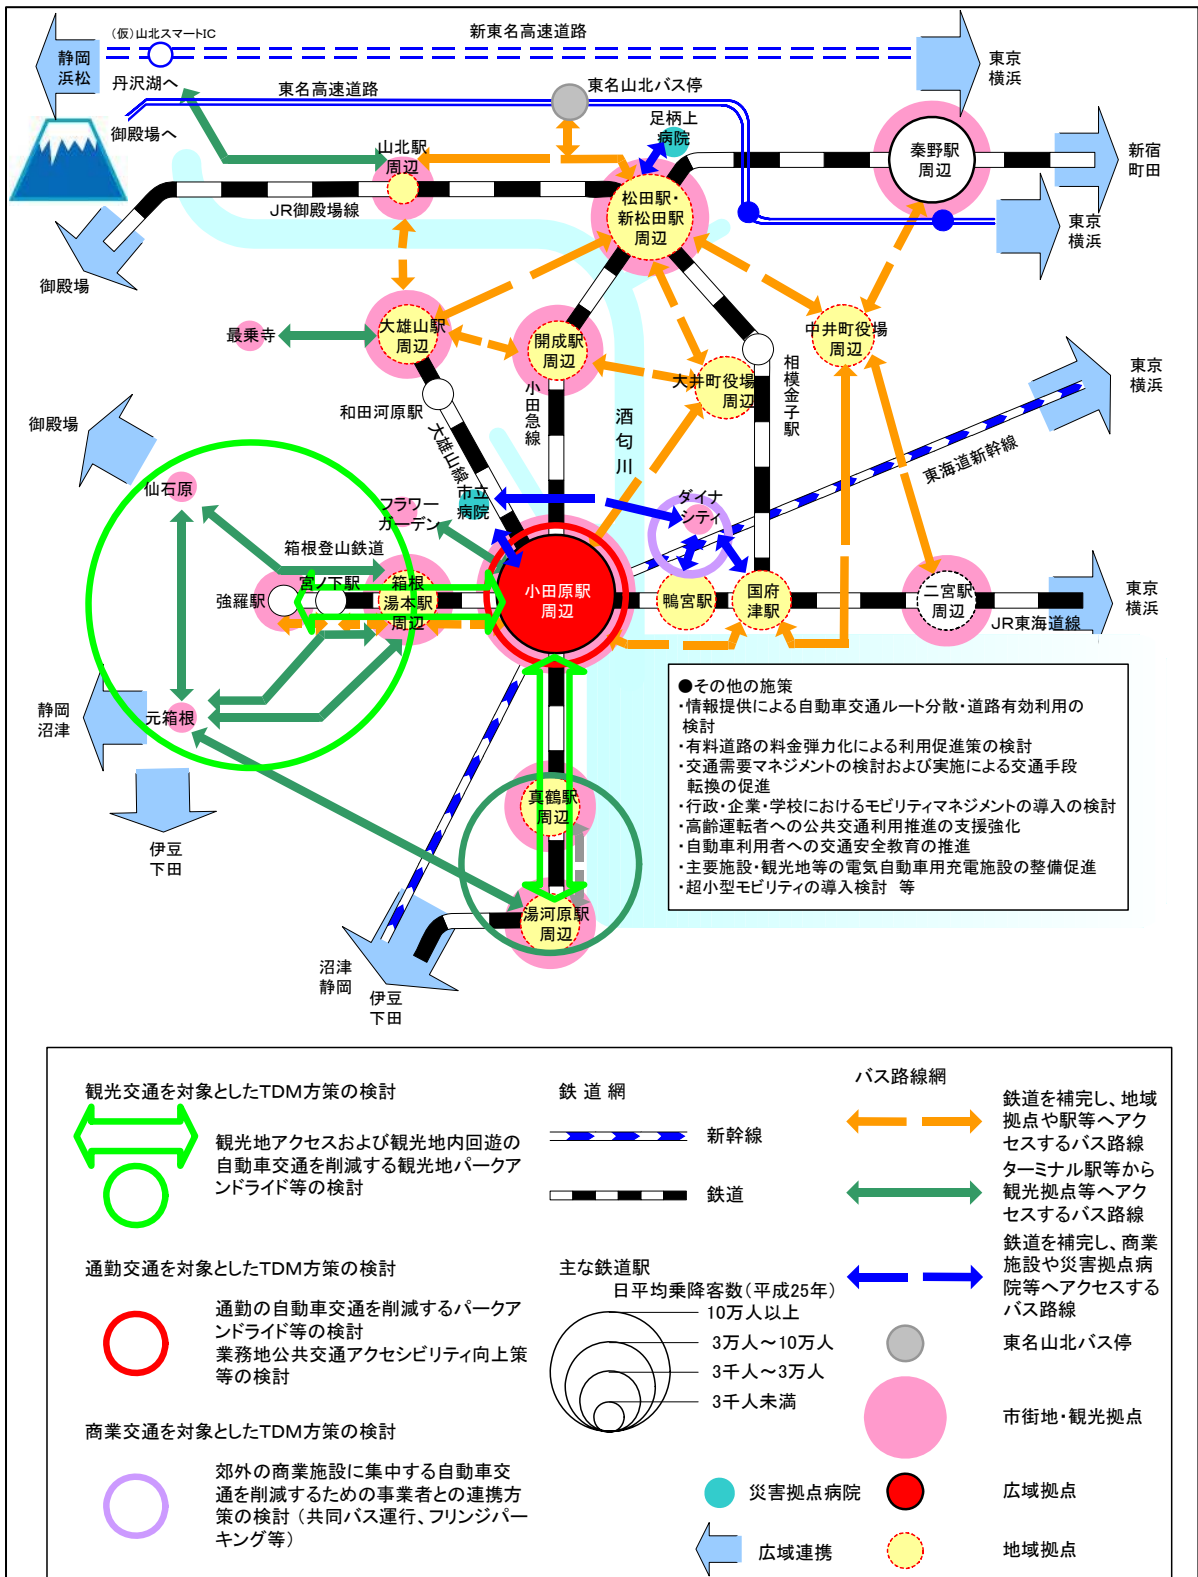 (仮)山北スマートIC
新東名高速道路
静岡
浜松
東京
横浜
丹沢湖へ
東名高速道路
東名山北バス停
御殿場へ
足柄上
病院
山北駅
周辺
秦野駅
周辺
新宿
町田
松田駅・
新松田駅
周辺
JR御殿場線
東京
横浜
御殿場
最乗寺
大雄山駅
周辺
開成駅
周辺
中井町役場
周辺
相模金子駅
大井町役場
周辺
東京
横浜
和田河原駅
小田急線
酒匂川
御殿場
大雄山線
東海道新幹線
仙石原
フラワー
ガーデン
市立
病院
ダイナ
シティ
箱根登山鉄道
宮ノ下駅
強羅駅
箱根
湯本駅
周辺
小田原駅
周辺
鴨宮駅
国府
津駅
二宮駅
周辺
東京
横浜
JR東海道線
静岡
沼津
元箱根
●その他の施策
・情報提供による自動車交通ルート分散・道路有効利用の
検討
・有料道路の料金弾力化による利用促進策の検討
・交通需要マネジメントの検討および実施による交通手段
転換の促進
・行政・企業・学校におけるモビリティマネジメントの導入の検討
・高齢運転者への公共交通利用推進の支援強化
・自動車利用者への交通安全教育の推進
・主要施設・観光地等の電気自動車用充電施設の整備促進
・超小型モビリティの導入検討 等
真鶴駅
周辺
伊豆
下田
湯河原駅
周辺
沼津
静岡
伊豆
下田
観光交通を対象としたTDM方策の検討
観光地アクセスおよび観光地内回遊の
自動車交通を削減する観光地パークア
ンドライド等の検討
通勤交通を対象としたTDM方策の検討
通勤の自動車交通を削減するパークア
ンドライド等の検討
業務地公共交通アクセシビリティ向上策
等の検討
商業交通を対象としたTDM方策の検討
郊外の商業施設に集中する自動車交
通を削減するための事業者との連携方
策の検討(共同バス運行、フリンジパー
キング等)
鉄道網
新幹線
鉄道
主な鉄道駅
日平均乗降客数(平成25年)
10万人以上
3万人~10万人
3千人~3万人
3千人未満
災害拠点病院
広域連携
バス路線網
鉄道を補完し、地域
拠点や駅等へアク
セスするバス路線
ターミナル駅等から
観光拠点等へアク
セスするバス路線
鉄道を補完し、商業
施設や災害拠点病
院等へアクセスする
バス路線
東名山北バス停
市街地・観光拠点
広域拠点
地域拠点